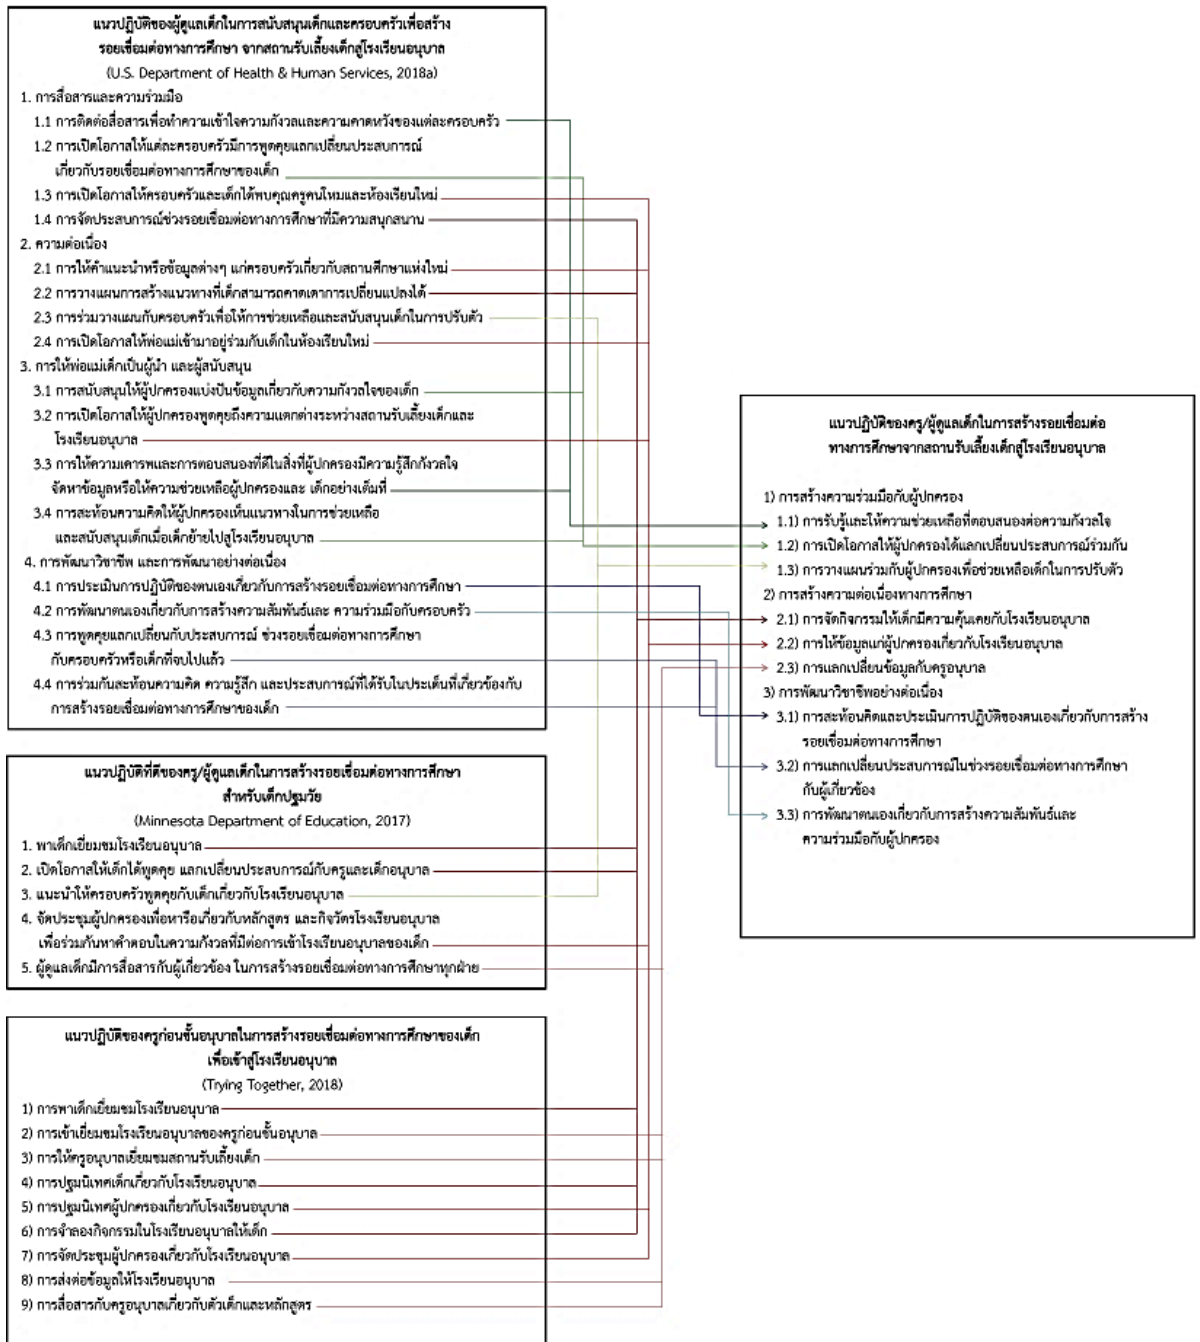 แนวปฏิบัติของผู้ดูแลเด็กในการสนับสนุนเด็กและครอบครัวเพื่อสร้าง
รอยเชื่อมต่อทางการศึกษา จากสถานรับเลี้ยงเด็กสู่โรงเรียนอนุบาล
(U.S. Department of Health & Human Services, 2018a)
1. การสื่อสารและความร่วมมือ
1.1 การติดต่อสื่อสารเพื่อทำความเข้าใจความกังวลและความคาดหวังของแต่ละครอบครัว
1.2 การเปิดโอกาสให้แต่ละครอบครัวมีการพูดคุยแลกเปลี่ยนประสบการณ์
เกี่ยวกับรอยเชื่อมต่อทางการศึกษาของเด็ก
1.3 การเปิดโอกาสให้ครอบครัวและเด็กได้พบคุณครูคนใหม่และห้องเรียนใหม่
1.4 การจัดประสบการณ์ช่วงรอยเชื่อมต่อทางการศึกษาที่มีความสนุกสนาน
2. ความต่อเนื่อง
2.1 การให้คำแนะนำหรือข้อมูลต่างๆ แก่ครอบครัวเกี่ยวกับสถานศึกษาแห่งใหม่
2.2 การวางแผนการสร้างแนวทางที่เด็กสามารถคาดเดาการเปลี่ยนแปลงได้
2.3 การร่วมวางแผนกับครอบครัวเพื่อให้การช่วยเหลือและสนับสนุนเด็กในการปรับตัว
2.4 การเปิดโอกาสให้พ่อแม่เข้ามาอยู่ร่วมกับเด็กในห้องเรียนใหม่
3. การให้พ่อแม่เด็กเป็นผู้นำ และผู้สนับสนุน
3.1 การสนับสนุนให้ผู้ปกครองแบ่งปันข้อมูลเกี่ยวกับความกังวลใจของเด็ก
3.2 การเปิดโอกาสให้ผู้ปกครองพูดคุยถึงความแตกต่างระหว่างสถานรับเลี้ยงเด็กและ
โรงเรียนอนุบาล
3.3 การให้ความเคารพและการตอบสนองที่ดีในสิ่งที่ผู้ปกครองมีความรู้สึกกังวลใจ
จัดหาข้อมูลหรือให้ความช่วยเหลือผู้ปกครองและ เด็กอย่างเต็มที่
3.4 การสะท้อนความคิดให้ผู้ปกครองเห็นแนวทางในการช่วยเหลือ
และสนับสนุนเด็กเมื่อเด็กย้ายไปสู่โรงเรียนอนุบาล
4. การพัฒนาวิชาชีพ และการพัฒนาอย่างต่อเนื่อง
4.1 การประเมินการปฏิบัติของตนเองเกี่ยวกับการสร้างรอยเชื่อมต่อทางการศึกษา
4.2 การพัฒนาตนเองเกี่ยวกับการสร้างความสัมพันธ์และ ความร่วมมือกับครอบครัว
4.3 การพูดคุยแลกเปลี่ยนกับประสบการณ์ ช่วงรอยเชื่อมต่อทางการศึกษา
กับครอบครัวหรือเด็กที่จบไปแล้ว
4.4 การร่วมกันสะท้อนความคิด ความรู้สึก และประสบการณ์ที่ได้รับในประเด็นที่เกี่ยวข้องกับ
การสร้างรอยเชื่อมต่อทางการศึกษาของเด็ก
แนวปฏิบัติที่ดีของครู/ผู้ดูแลเด็กในการสร้างรอยเชื่อมต่อทางการศึกษา
สำหรับเด็กปฐมวัย
(Minnesota Department of Education, 2017)
1. พาเด็กเยี่ยมชมโรงเรียนอนุบาล
2. เปิดโอกาสให้เด็กได้พูดคุย แลกเปลี่ยนประสบการณ์กับครูและเด็กอนุบาล
3. แนะนำให้ครอบครัวพูดคุยกับเด็กเกี่ยวกับโรงเรียนอนุบาล
4. จัดประชุมผู้ปกครองเพื่อหารือเกี่ยวกับหลักสูตร และกิจวัตรโรงเรียนอนุบาล
เพื่อร่วมกันหาคำตอบในความกังวลที่มีต่อการเข้าโรงเรียนอนุบาลของเด็ก
5. ผู้ดูแลเด็กมีการสื่อสารกับผู้เกี่ยวข้อง ในการสร้างรอยเชื่อมต่อทางการศึกษาทุกฝ่าย
แนวปฏิบัติของครูก่อนชั้นอนุบาลในการสร้างรอยเชื่อมต่อทางการศึกษาของเด็ก
เพื่อเข้าสู่โรงเรียนอนุบาล
(Trying Together, 2018)
1) การพาเด็กเยี่ยมชมโรงเรียนอนุบาล
2) การเข้าเยี่ยมชมโรงเรียนอนุบาลของครูก่อนชั้นอนุบาล
3) การให้ครูอนุบาลเยี่ยมชมสถานรับเลี้ยงเด็ก
4) การปฐมนิเทศเด็กเกี่ยวกับโรงเรียนอนุบาล
5) การปฐมนิเทศผู้ปกครองเกี่ยวกับโรงเรียนอนุบาล
6) การจำลองกิจกรรมในโรงเรียนอนุบาลให้เด็ก
7) การจัดประชุมผู้ปกครองเกี่ยวกับโรงเรียนอนุบาล
8) การส่งต่อข้อมูลให้โรงเรียนอนุบาล
9) การสื่อสารกับครูอนุบาลเกี่ยวกับตัวเด็กและหลักสูตร
แนวปฏิบัติของครู/ผู้ดูแลเด็กในการสร้างรอยเชื่อมต่อ
ทางการศึกษาจากสถานรับเลี้ยงเด็กสู่โรงเรียนอนุบาล
1) การสร้างความร่วมมือกับผู้ปกครอง
1.1) การรับรู้และให้ความช่วยเหลือที่ตอบสนองต่อความกังวลใจ
1.2) การเปิดโอกาสให้ผู้ปกครองได้แลกเปลี่ยนประสบการณ์ร่วมกัน
1.3) การวางแผนร่วมกับผู้ปกครองเพื่อช่วยเหลือเด็กในการปรับตัว
2) การสร้างความต่อเนื่องทางการศึกษา
2.1) การจัดกิจกรรมให้เด็กมีความคุ้นเคยกับโรงเรียนอนุบาล
2.2) การให้ข้อมูลแก่ผู้ปกครองเกี่ยวกับโรงเรียนอนุบาล
2.3) การแลกเปลี่ยนข้อมูลกับครูอนุบาล
3) การพัฒนาวิชาชีพอย่างต่อเนื่อง
3.1) การสะท้อนคิดและประเมินการปฏิบัติของตนเองเกี่ยวกับการสร้าง
รอยเชื่อมต่อทางการศึกษา
3.2) การแลกเปลี่ยนประสบการณ์ในช่วงรอยเชื่อมต่อทางการศึกษา
กับผู้เกี่ยวข้อง
3.3) การพัฒนาตนเองเกี่ยวกับการสร้างความสัมพันธ์และ
ความร่วมมือกับผู้ปกครอง